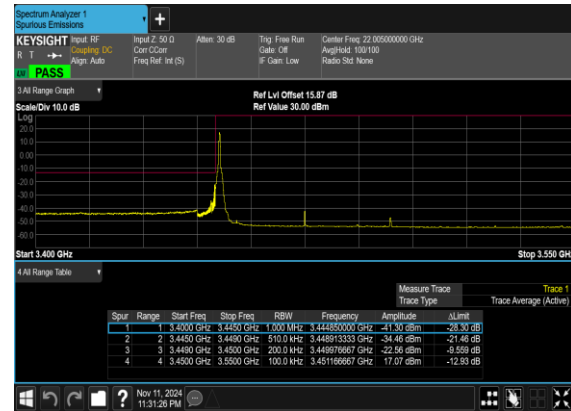 Spectrum Analyzer 1
Spurious Emissions
KEYSIGHT Input: RF Input Z: 50 Ω Atten: 30 dB Trig: Free Run Center Freq: 22.005000000 GHz
R T Coupling: DC Corr CCorr Gate: Off Avg|Hold: 100/100
Align: Auto Freq Ref: Int (S) IF Gain: Low Radio Std: None
PASS
3 All Range Graph
Ref Lvl Offset 15.87 dB
Scale/Div 10.0 dB Ref Value 30.00 dBm
Log
20.0
10.0
0.00
-10.0
-20.0
-30.0
-40.0
-50.0
-60.0
Start 3.400 GHz Stop 3.550 GHz
4 All Range Table
Measure Trace Trace 1
Trace Type Trace Average (Active)
Spur Range Start Freq Stop Freq RBW Frequency Amplitude ΔLimit
1 1 3.4000 GHz 3.4450 GHz 1.000 MHz 3.444850000 GHz -41.30 dBm -28.30 dB
2 2 3.4450 GHz 3.4490 GHz 510.0 kHz 3.448913333 GHz -34.46 dBm -21.46 dB
3 3 3.4490 GHz 3.4500 GHz 200.0 kHz 3.449976667 GHz -22.56 dBm -9.559 dB
4 4 3.4500 GHz 3.5500 GHz 100.0 kHz 3.451166667 GHz 17.07 dBm -12.93 dB
Nov 11, 2024
11:31:26 PM